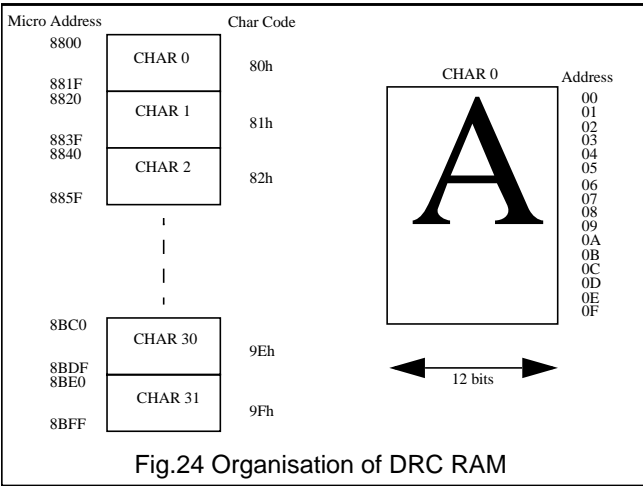 Micro Address Char Code
8800
CHAR 0
80h
881F
8820
CHAR 1
81h
883F
8840
CHAR 2
82h
885F
8BC0
CHAR 30
9Eh
8BDF
8BE0
CHAR 31
9Fh
8BFF
CHAR 0 Address
A
00
01
02
03
04
05
06
07
08
09
0A
0B
0C
0D
0E
0F
12 bits
Fig.24 Organisation of DRC RAM